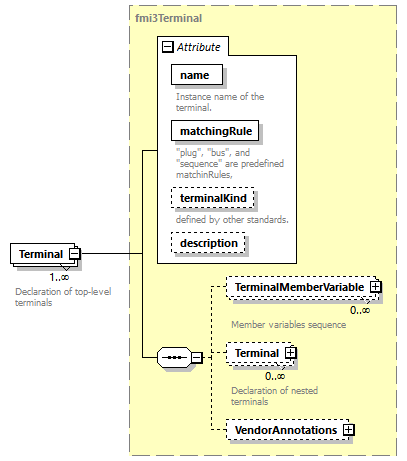 fmi3Terminal
Attribute
name
Instance name of the
terminal.
matchingRule
"plug", "bus", and
"sequence" are predefined
matchinRules,
terminalKind
defined by other standards.
description
Terminal
1..∞
Declaration of top-level
terminals
TerminalMemberVariable
0..∞
Member variables sequence
Terminal
0..∞
Declaration of nested
terminals
VendorAnnotations